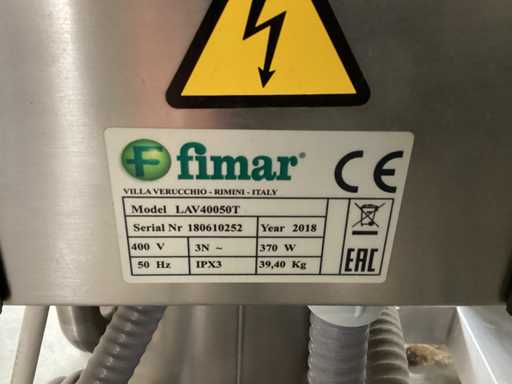 fimar®
CE
VILLA VERUCCHIO - RIMINI - ITALY
Model LAV40050T
Serial Nr 180610252 Year 2018
400 V 3N ~ 370 W
50 Hz IPX3 39,40 Kg
EAC